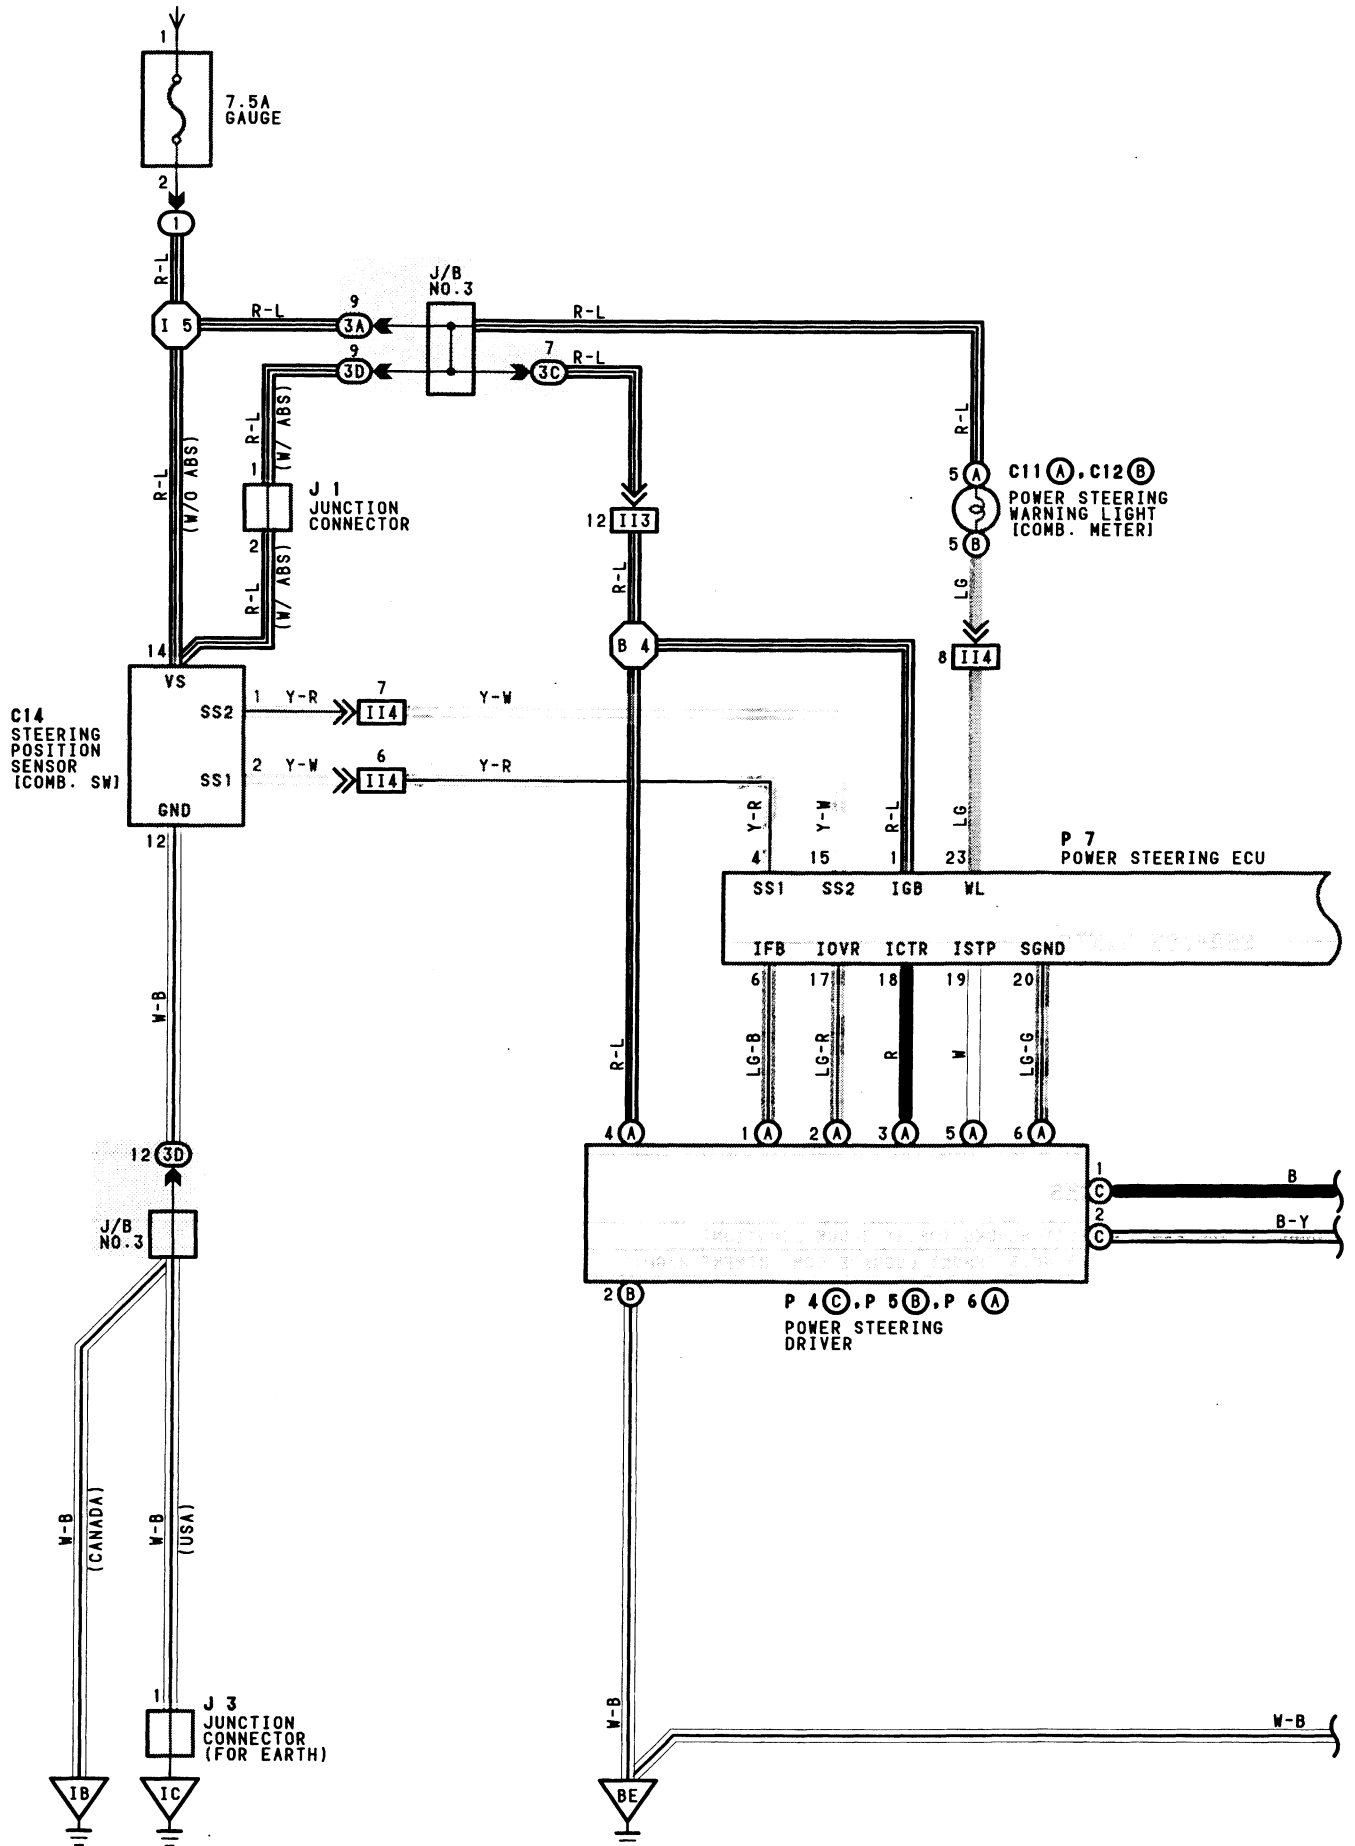 1
7.5A
GAUGE
2
1
R-L
J/B
NO.3
I 5
R-L
9
3A
R-L
9
3D
7
3C
R-L
R-L
(W/O ABS)
R-L
(W/ ABS)
1
J 1
JUNCTION
CONNECTOR
2
R-L
(W/ ABS)
12
II3
R-L
R-L
5
A
C11 A, C12 B
POWER STEERING
WARNING LIGHT
[COMB. METER]
5
B
LG
8
II4
B 4
14
VS
C14
STEERING
POSITION
SENSOR
[COMB. SW]
SS2
1
Y-R
7
II4
Y-W
SS1
2
Y-W
6
II4
Y-R
GND
12
Y-R
Y-W
R-L
LG
P 7
POWER STEERING ECU
4
15
1
23
SS1
SS2
IGB
WL
IFB
IOVR
ICTR
ISTP
SGND
6
17
18
19
20
W-B
R-L
LG-B
LG-R
R
W
LG-G
4
A
1
A
2
A
3
A
5
A
6
A
12
3D
J/B
NO.3
1
C
B
2
C
B-Y
2
B
P 4 C, P 5 B, P 6 A
POWER STEERING
DRIVER
W-B
(CANADA)
W-B
(USA)
1
J 3
JUNCTION
CONNECTOR
(FOR EARTH)
W-B
W-B
IB
IC
BE